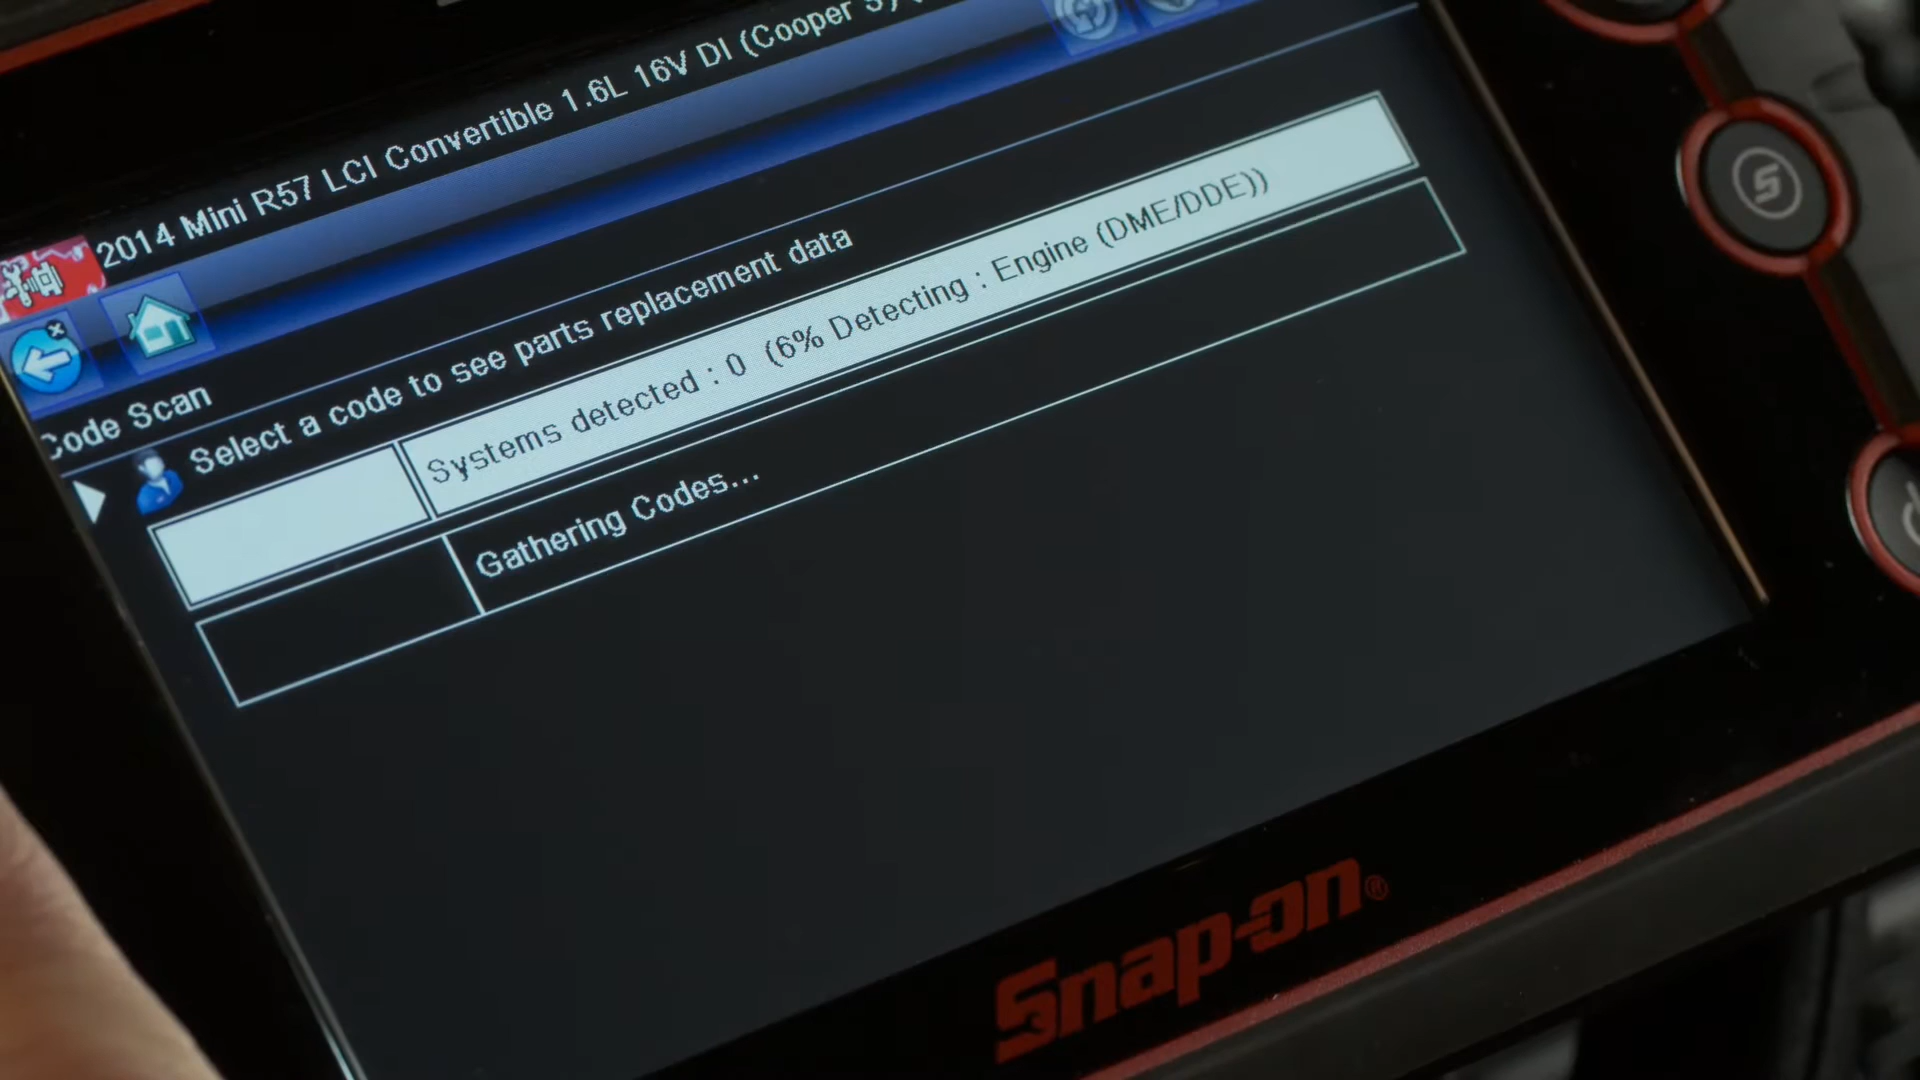 2014 Mini R57 LCI Convertible 1.6L 16V DI (Cooper S) (
Code Scan
Select a code to see parts replacement data
Systems detected : 0 (6% Detecting : Engine (DME/DDE))
Gathering Codes...
S
Snap-on®